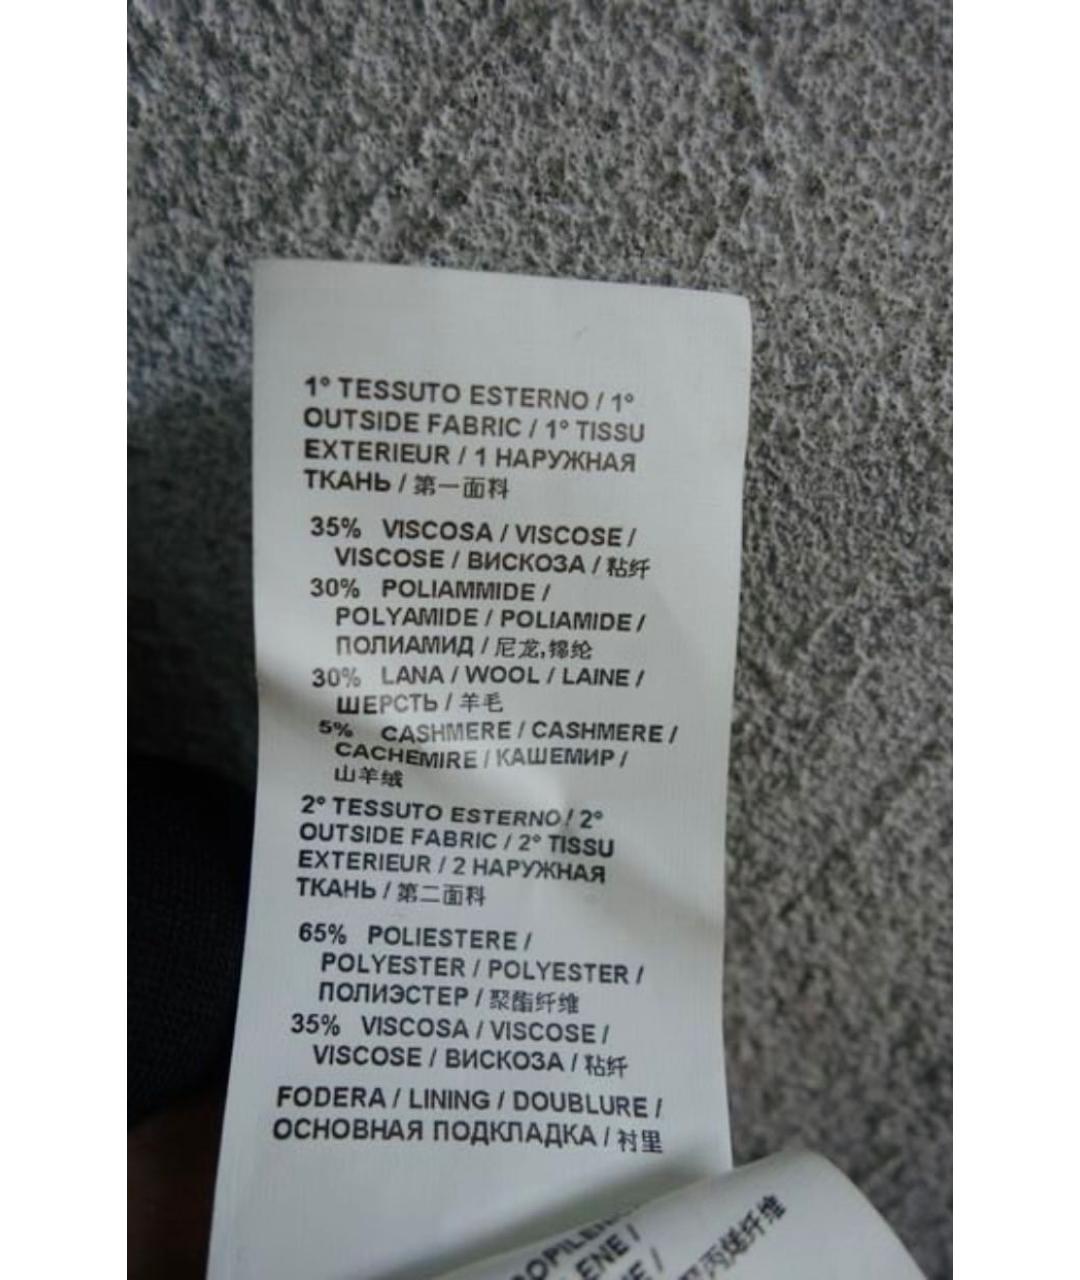 1° TESSUTO ESTERNO / 1°
OUTSIDE FABRIC / 1° TISSU
EXTERIEUR / 1 НАРУЖНАЯ
ТКАНЬ / 第一面料
35% VISCOSA / VISCOSE /
VISCOSE / ВИСКОЗА / 粘纤
30% POLIAMMIDE /
POLYAMIDE / POLIAMIDE /
ПОЛИАМИД / 尼龙,锦纶
30% LANA / WOOL / LAINE /
ШЕРСТЬ / 羊毛
5% CASHMERE / CASHMERE /
CACHEMIRE / КАШЕМИР /
山羊绒
2° TESSUTO ESTERNO / 2°
OUTSIDE FABRIC / 2° TISSU
EXTERIEUR / 2 НАРУЖНАЯ
ТКАНЬ / 第二面料
65% POLIESTERE /
POLYESTER / POLYESTER /
ПОЛИЭСТЕР / 聚酯纤维
35% VISCOSA / VISCOSE /
VISCOSE / ВИСКОЗА / 粘纤
FODERA / LINING / DOUBLURE /
ОСНОВНАЯ ПОДКЛАДКА / 衬里